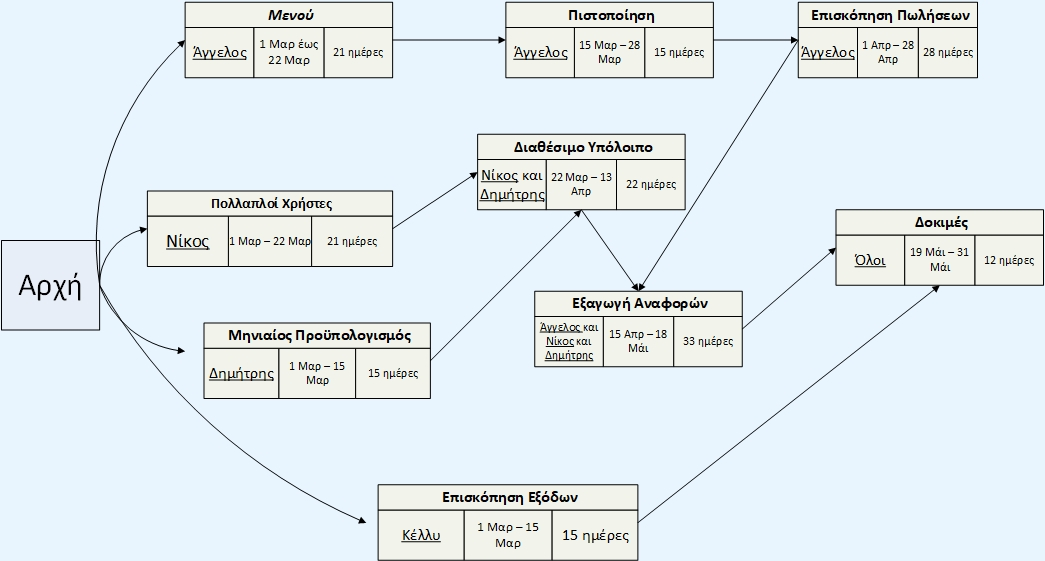 Μενού
Άγγελος
1 Μαρ έως
22 Μαρ
21 ημέρες
Πιστοποίηση
Άγγελος
15 Μαρ – 28
Μαρ
15 ημέρες
Επισκόπηση Πωλήσεων
Άγγελος
1 Απρ – 28
Απρ
28 ημέρες
Διαθέσιμο Υπόλοιπο
Νίκος και
Δημήτρης
22 Μαρ – 13
Απρ
22 ημέρες
Πολλαπλοί Χρήστες
Νίκος
1 Μαρ – 22 Μαρ
21 ημέρες
Δοκιμές
Όλοι
19 Μάι – 31
Μάι
12 ημέρες
Αρχή
Εξαγωγή Αναφορών
Άγγελος και
Νίκος και
Δημήτρης
15 Απρ – 18
Μάι
33 ημέρες
Μηνιαίος Προϋπολογισμός
Δημήτρης
1 Μαρ – 15
Μαρ
15 ημέρες
Επισκόπηση Εξόδων
Κέλλυ
1 Μαρ – 15
Μαρ
15 ημέρες